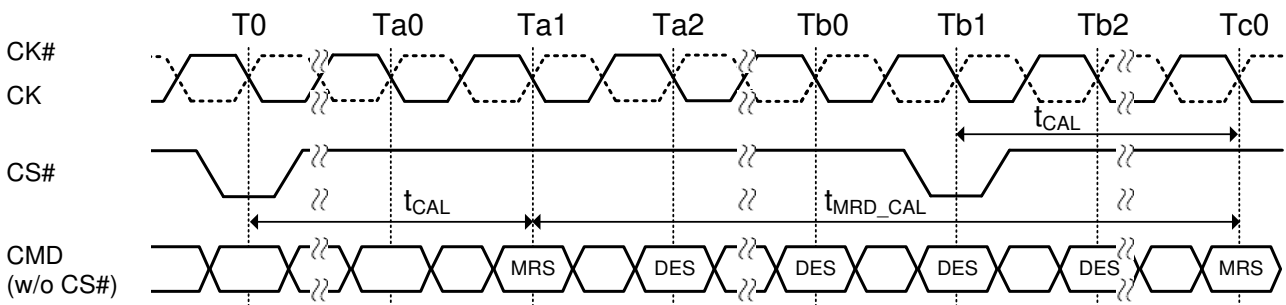 T0 Ta0 Ta1 Ta2 Tb0 Tb1 Tb2 Tc0
CK#
CK
tCAL
CS#
tCAL tMRD_CAL
CMD MRS DES DES DES DES MRS
(w/o CS#)